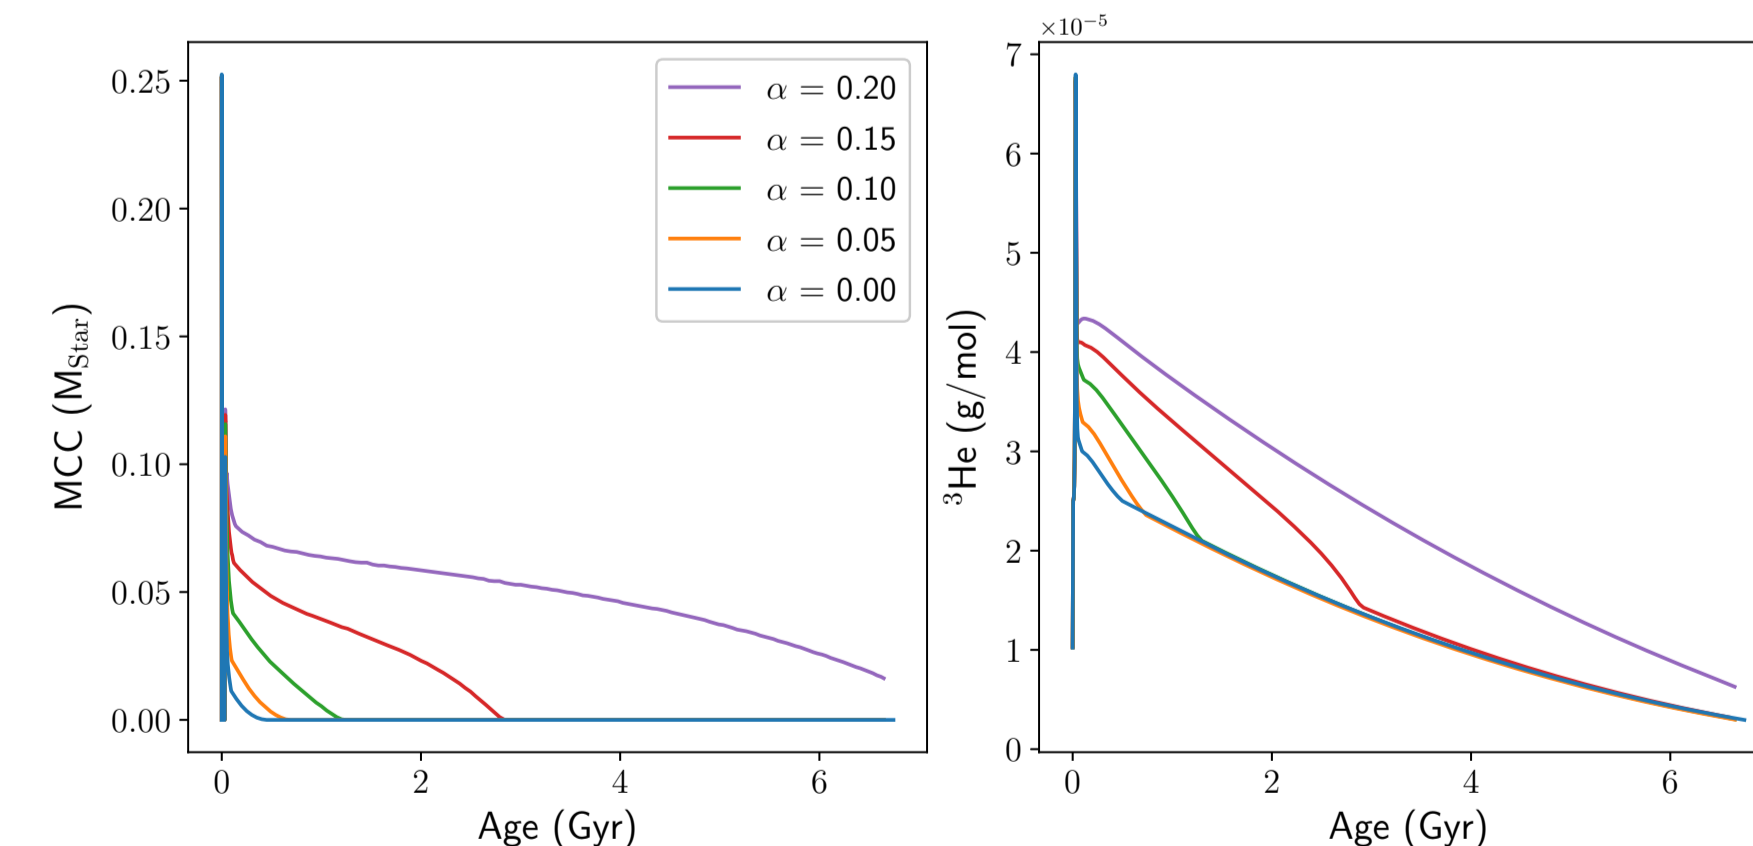 0.25
0.20
0.15
0.10
0.05
0.00
MCC (M_Star)
0 2 4 6
Age (Gyr)
α = 0.20
α = 0.15
α = 0.10
α = 0.05
α = 0.00
×10⁻⁵
7
6
5
4
3
2
1
0
³He (g/mol)
0 2 4 6
Age (Gyr)